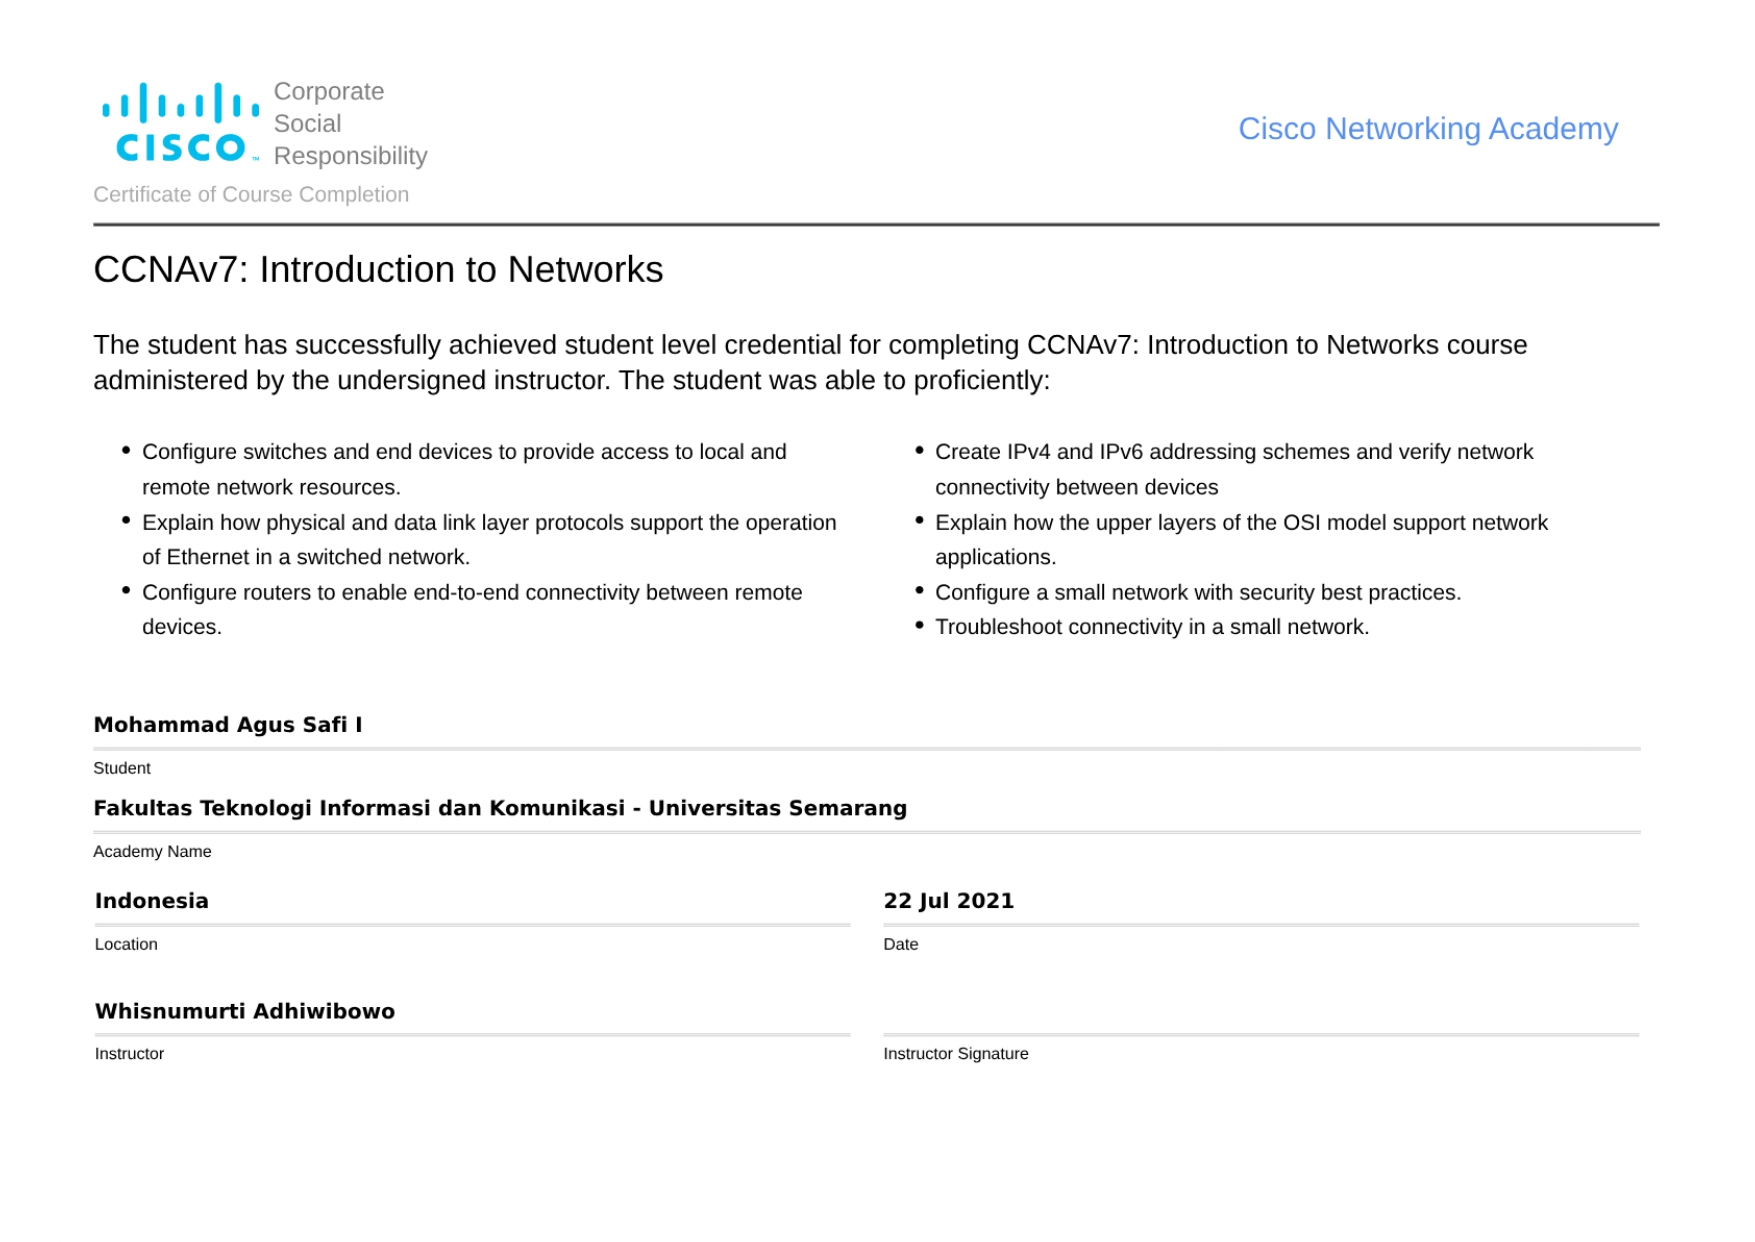 CISCO
Corporate
Social
Responsibility
Cisco Networking Academy
Certificate of Course Completion
CCNAv7: Introduction to Networks
The student has successfully achieved student level credential for completing CCNAv7: Introduction to Networks course
administered by the undersigned instructor. The student was able to proficiently:
• Configure switches and end devices to provide access to local and
remote network resources.
• Explain how physical and data link layer protocols support the operation
of Ethernet in a switched network.
• Configure routers to enable end-to-end connectivity between remote
devices.
• Create IPv4 and IPv6 addressing schemes and verify network
connectivity between devices
• Explain how the upper layers of the OSI model support network
applications.
• Configure a small network with security best practices.
• Troubleshoot connectivity in a small network.
Mohammad Agus Safi I
Student
Fakultas Teknologi Informasi dan Komunikasi - Universitas Semarang
Academy Name
Indonesia
Location
22 Jul 2021
Date
Whisnumurti Adhiwibowo
Instructor
Instructor Signature